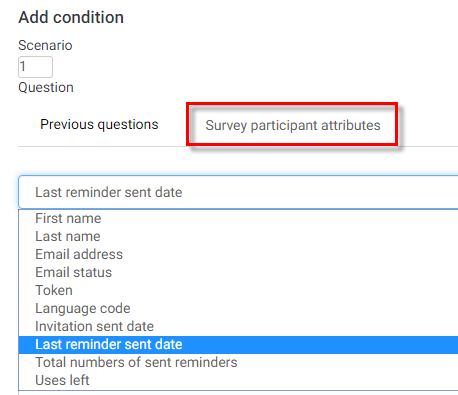 Add condition
Scenario
1
Question
Previous questions
Survey participant attributes
Last reminder sent date
First name
Last name
Email address
Email status
Token
Language code
Invitation sent date
Last reminder sent date
Total numbers of sent reminders
Uses left